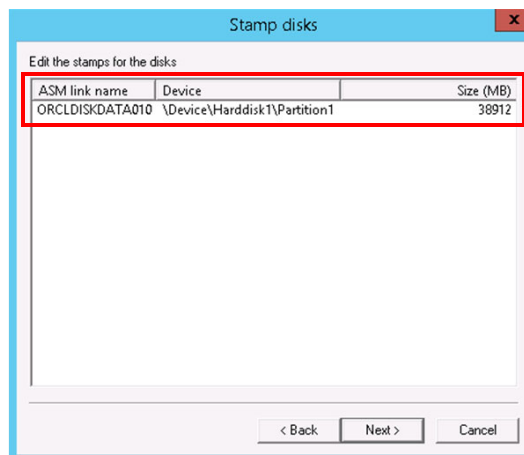 Stamp disks
x
Edit the stamps for the disks
ASM link name Device Size (MB)
ORCLDISKDATA010 \Device\Harddisk1\Partition1 38912
< Back Next > Cancel